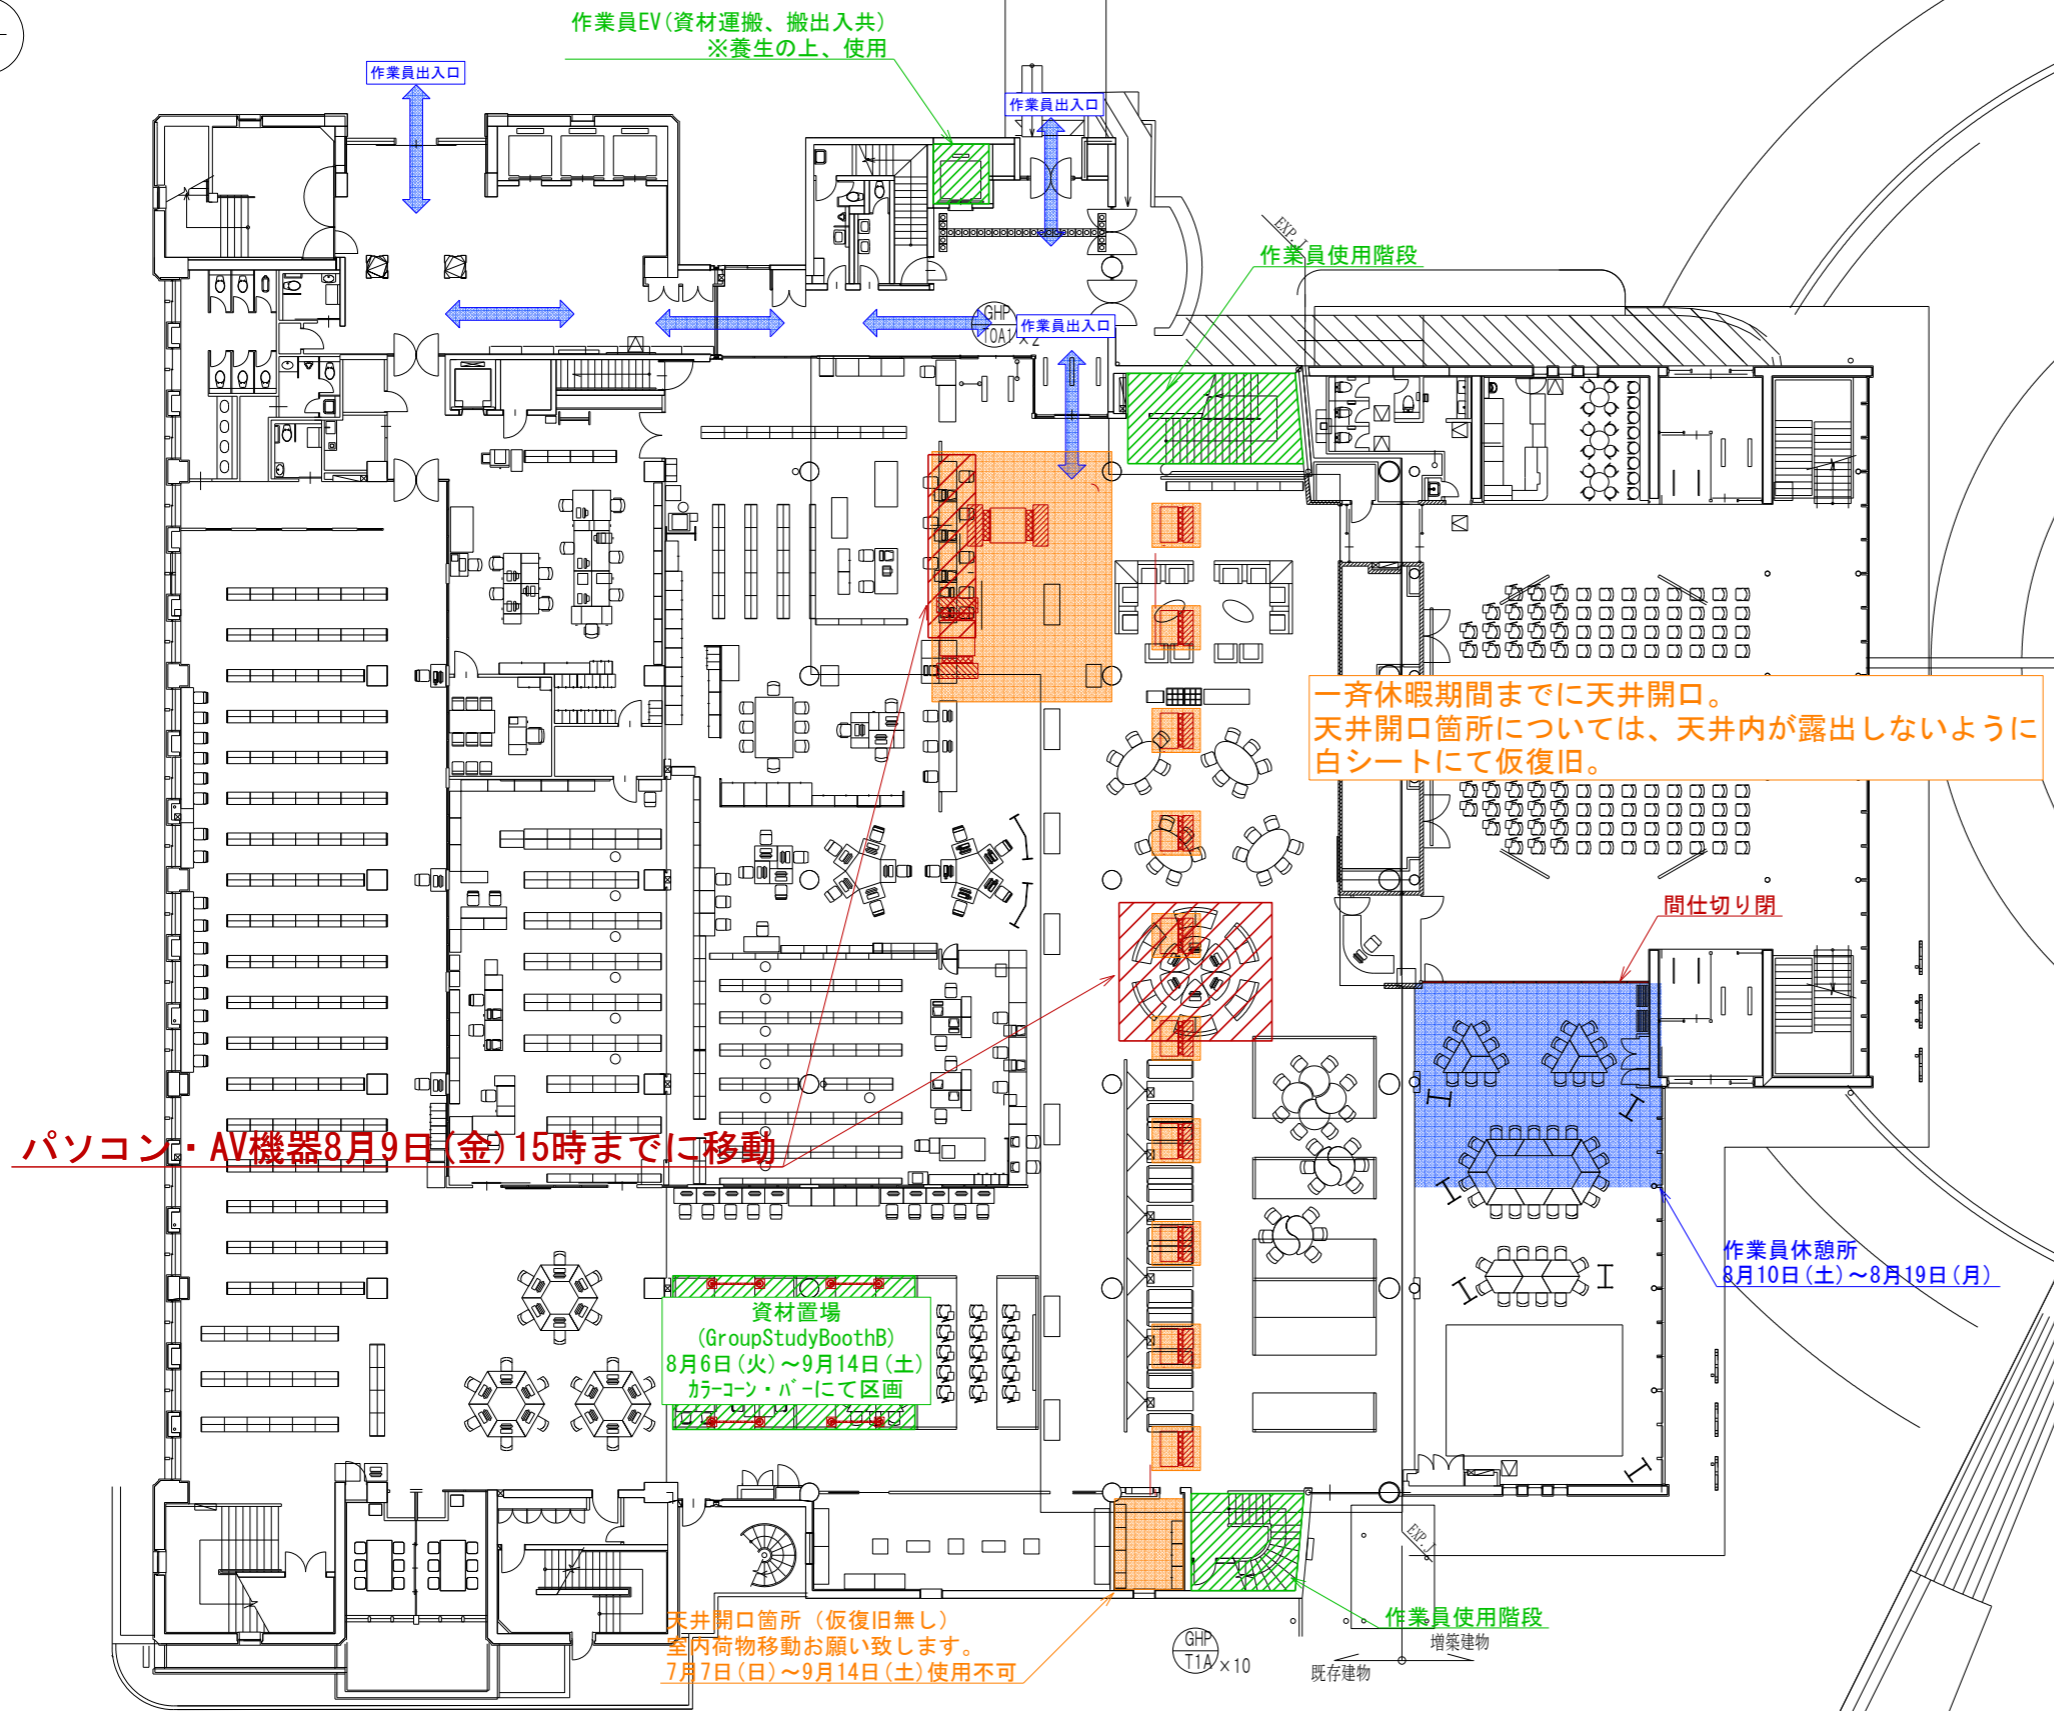 作業員EV(資材運搬、搬出入共)
※養生の上、使用
作業員出入口
作業員出入口
EXP.J
作業員使用階段
GHP
TOA1 ×2
作業員出入口
一斉休暇期間までに天井開口。
天井開口箇所については、天井内が露出しないように
白シートにて仮復旧。
間仕切り閉
パソコン・AV機器8月9日(金)15時までに移動
作業員休憩所
8月10日(土)～8月19日(月)
資材置場
(GroupStudyBoothB)
8月6日(火)～9月14日(土)
ｶﾗｰｺｰﾝ・ﾊﾞｰにて区画
EXP.J
天井開口箇所（仮復旧無し）
室内荷物移動お願い致します。
7月7日(日)～9月14日(土)使用不可
作業員使用階段
GHP
T1A ×10
増築建物
既存建物